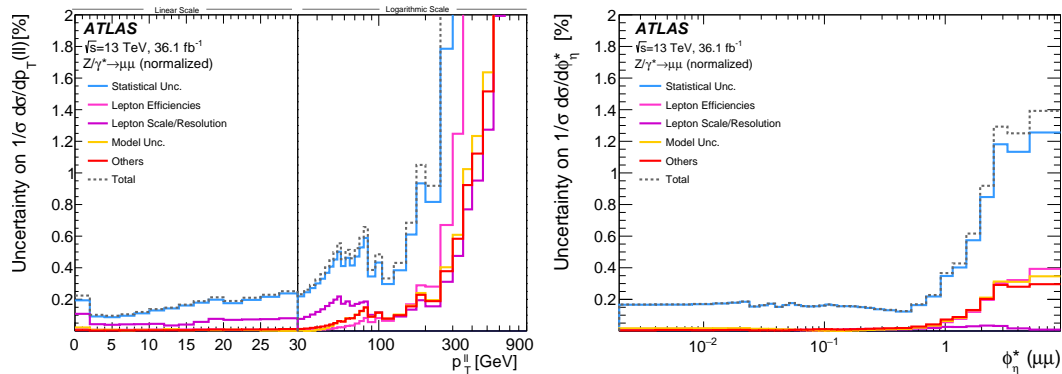 Linear Scale
Logarithmic Scale
ATLAS
√s=13 TeV, 36.1 fb⁻¹
Z/γ*→μμ (normalized)
Statistical Unc.
Lepton Efficiencies
Lepton Scale/Resolution
Model Unc.
Others
Total
Uncertainty on 1/σ dσ/dp_T(ll) [%]
2
1.8
1.6
1.4
1.2
1
0.8
0.6
0.4
0.2
0 5 10 15 20 25 30 100 300 900
p_T^ll [GeV]
ATLAS
√s=13 TeV, 36.1 fb⁻¹
Z/γ*→μμ (normalized)
Statistical Unc.
Lepton Efficiencies
Lepton Scale/Resolution
Model Unc.
Others
Total
Uncertainty on 1/σ dσ/dϕ*_η [%]
2
1.8
1.6
1.4
1.2
1
0.8
0.6
0.4
0.2
0
10⁻² 10⁻¹ 1
ϕ*_η (μμ)